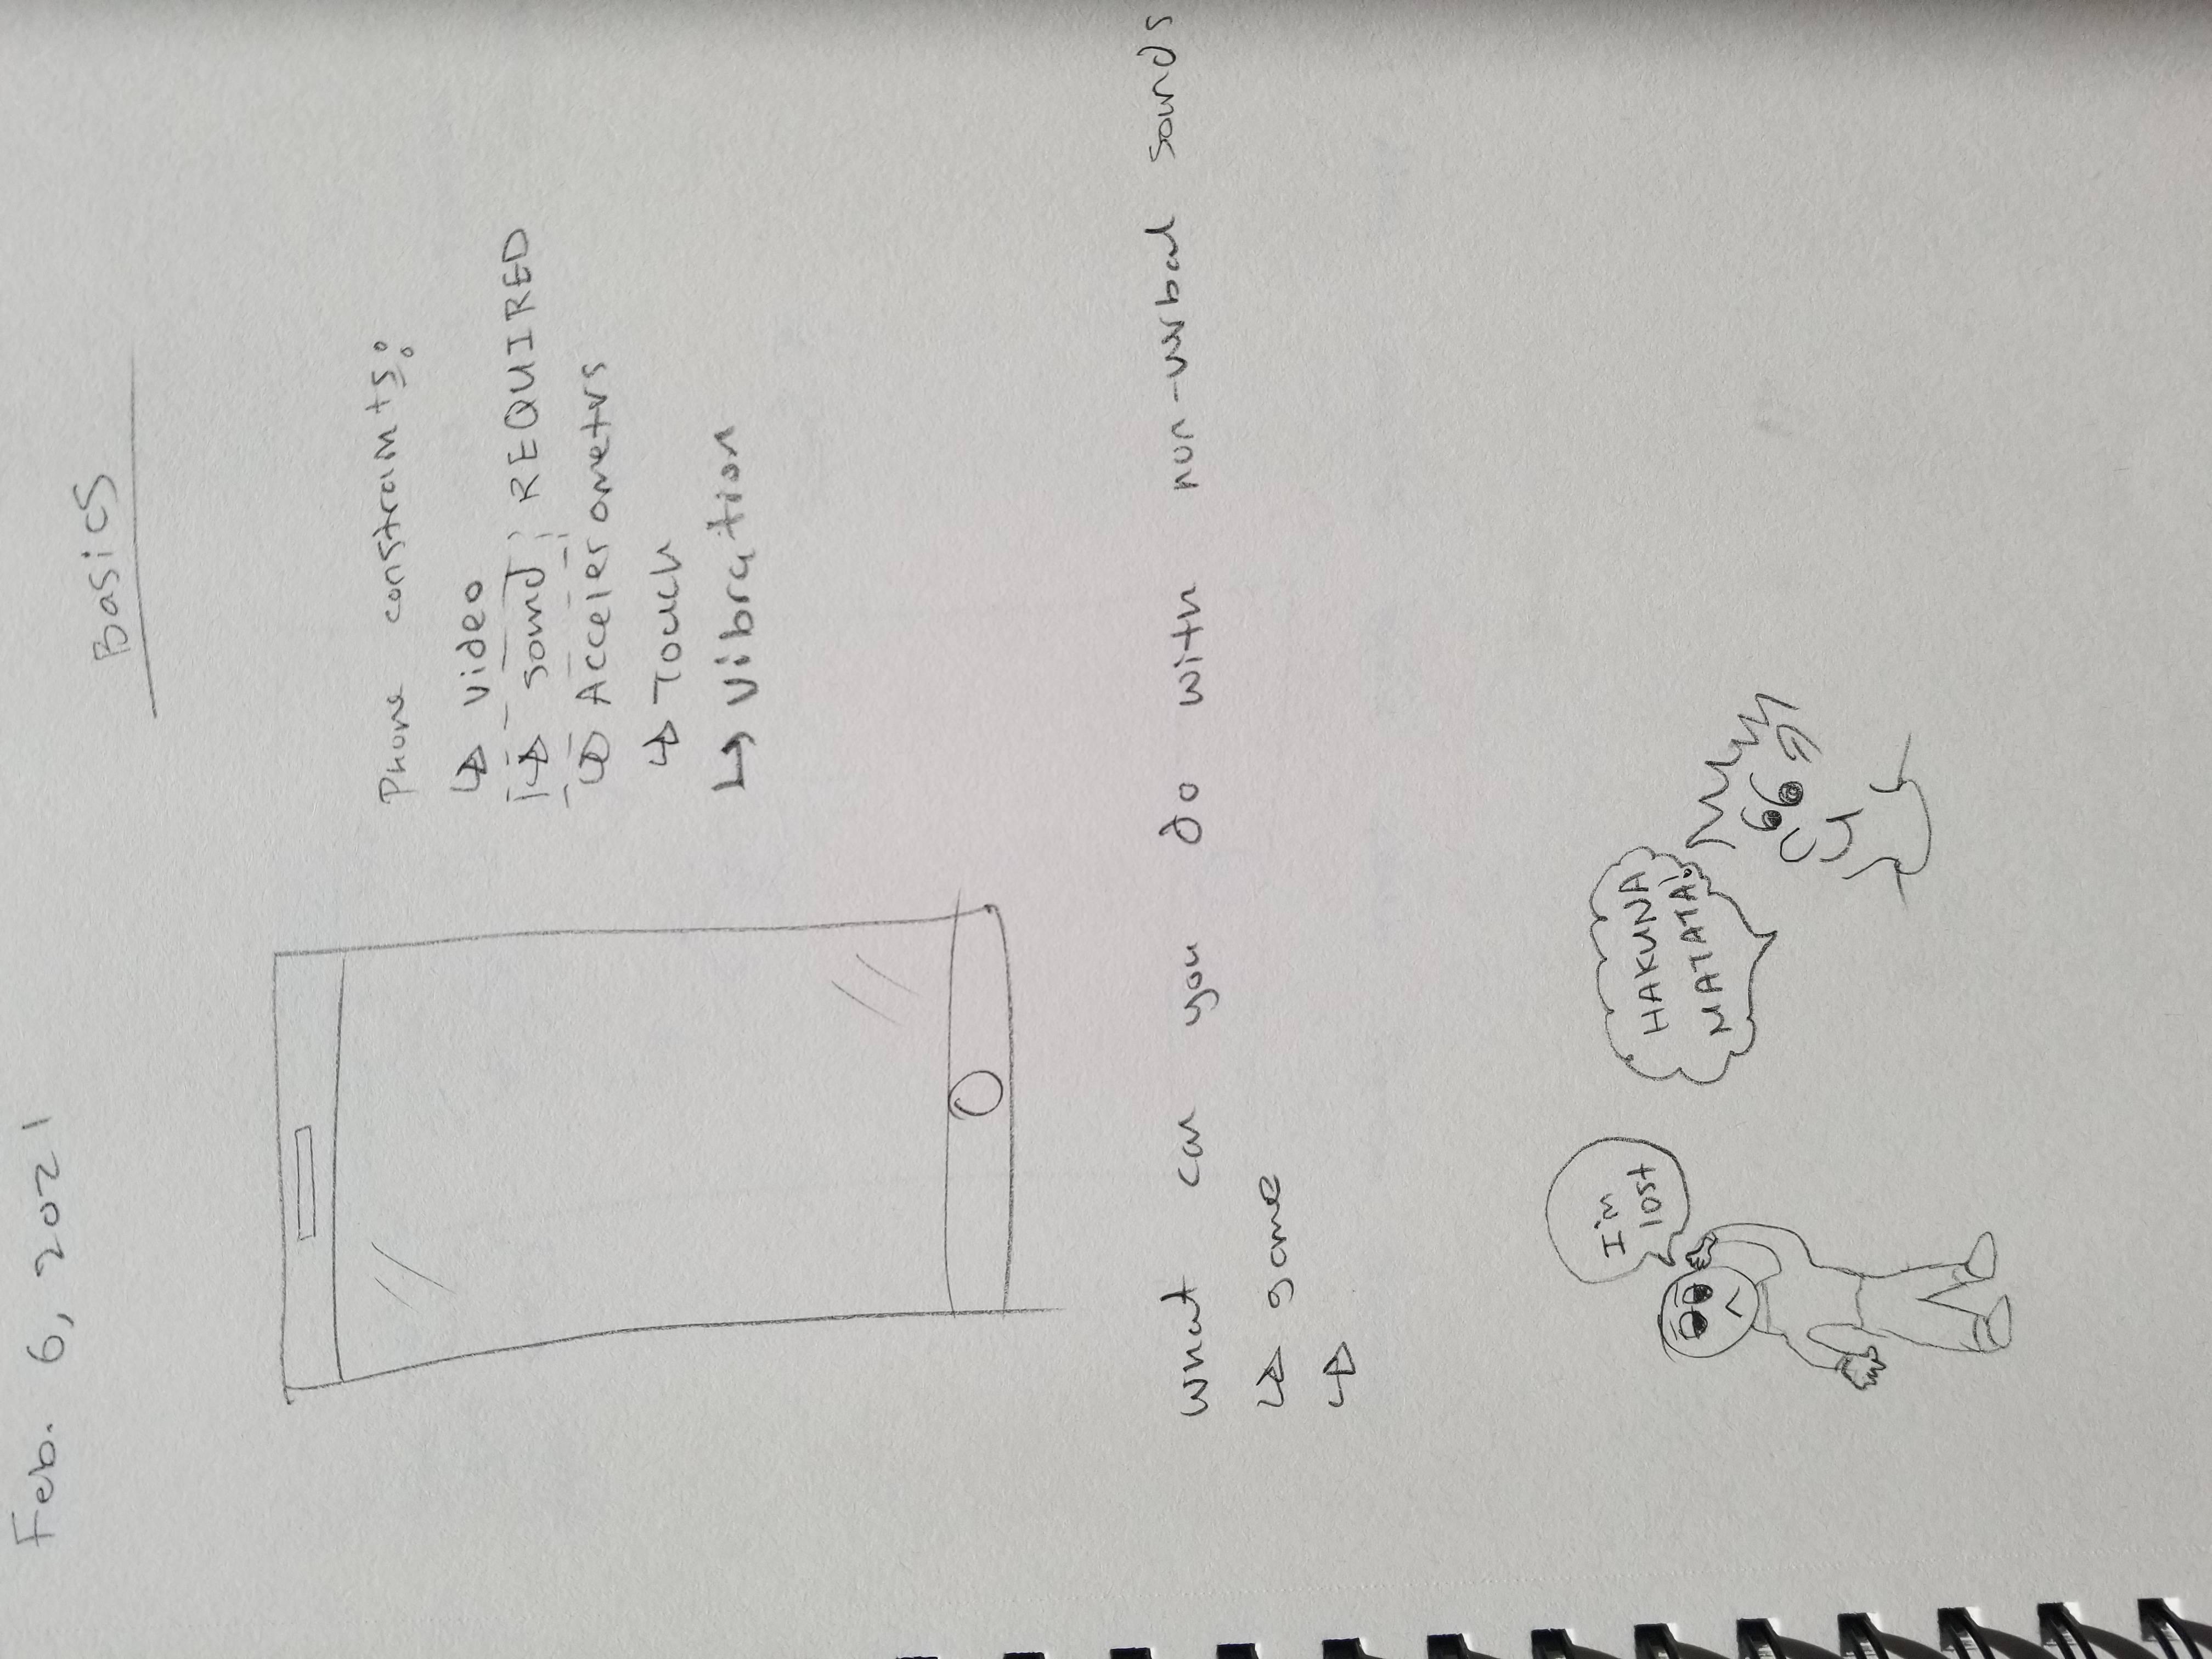 Feb. 6, 2021
Basics
Phone constraints:
↳ video
↳ sound REQUIRED
↳ Accelerometrs
↳ Touch
↳ Vibration
What can you do with non-verbal sounds
↳ game
↳
I'm
lost
HAKUNA
MATATA!